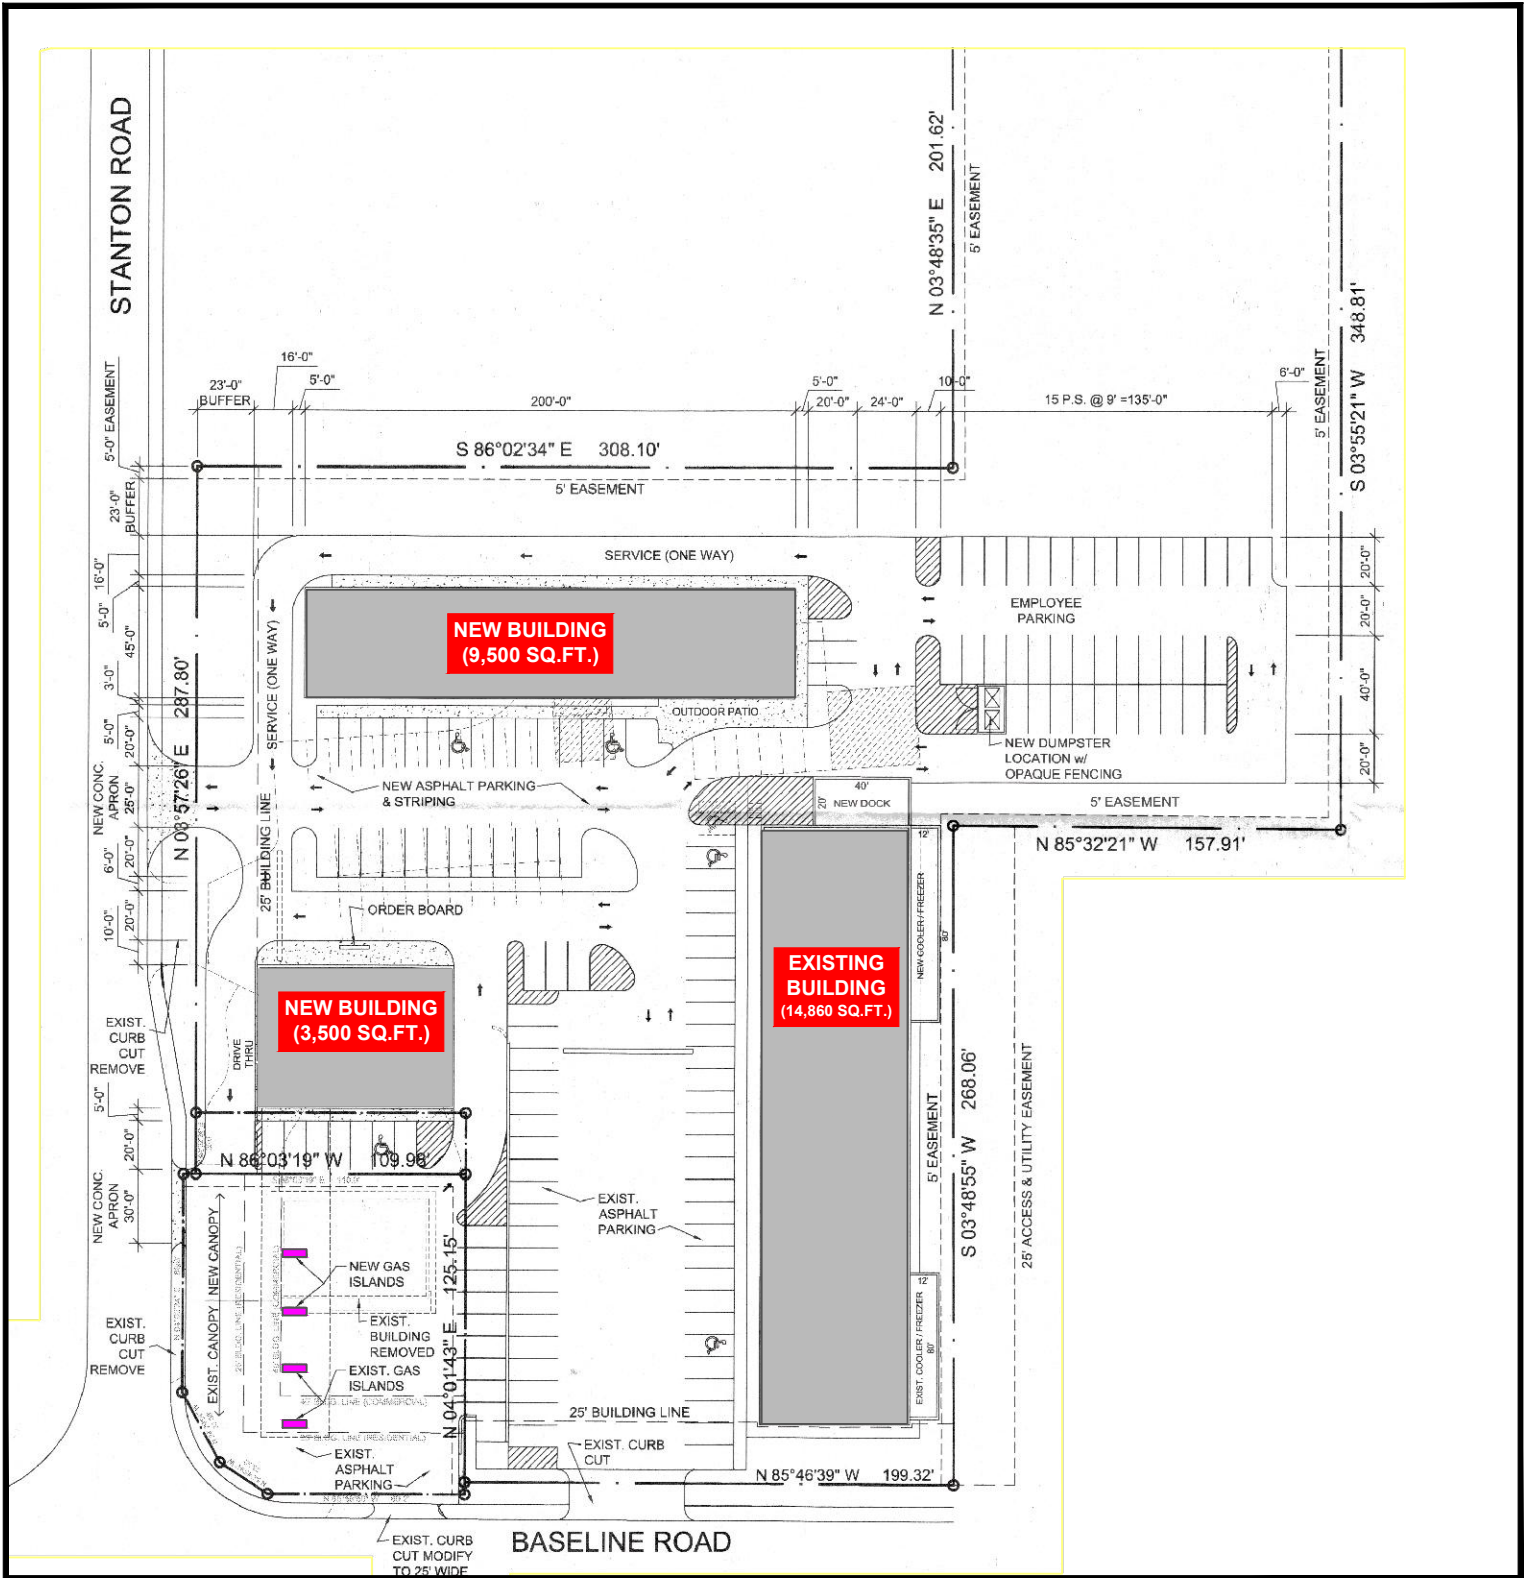 STANTON ROAD
N 03°48'35" E 201.62'
5' EASEMENT
S 03°55'21" W 348.81'
5' EASEMENT
16'-0"
23'-0"
BUFFER
5'-0"
200'-0"
5'-0"
20'-0"
24'-0"
10'-0"
15 P.S. @ 9' =135'-0"
6'-0"
5'-0" EASEMENT
S 86°02'34" E 308.10'
5' EASEMENT
23'-0"
BUFFER
16'-0"
5'-0"
45'-0"
3'-0"
5'-0"
20'-0"
NEW CONC.
APRON
25'-0"
6'-0"
20'-0"
10'-0"
20'-0"
N 03°57'26" E 287.80'
SERVICE (ONE WAY)
SERVICE (ONE WAY)
NEW BUILDING
(9,500 SQ.FT.)
EMPLOYEE
PARKING
20'-0"
20'-0"
40'-0"
20'-0"
OUTDOOR PATIO
NEW DUMPSTER
LOCATION w/
OPAQUE FENCING
NEW ASPHALT PARKING
& STRIPING
40'
20'
NEW DOCK
5' EASEMENT
N 85°32'21" W 157.91'
25' BUILDING LINE
ORDER BOARD
12'
NEW COOLER / FREEZER
80'
EXISTING
BUILDING
(14,860 SQ.FT.)
NEW BUILDING
(3,500 SQ.FT.)
EXIST.
CURB
CUT
REMOVE
DRIVE
THRU
5'-0"
20'-0"
NEW CONC.
APRON
30'-0"
N 86°03'19" W 109.96'
5' EASEMENT
S 03°48'55" W 268.06'
25' ACCESS & UTILITY EASEMENT
EXIST.
ASPHALT
PARKING
EXIST. CANOPY
NEW CANOPY
NEW GAS
ISLANDS
EXIST.
BUILDING
REMOVED
EXIST. GAS
ISLANDS
N 04°01'43" E 125.15'
EXIST.
CURB
CUT
REMOVE
12'
EXIST. COOLER / FREEZER
80'
25' BUILDING LINE
EXIST. CURB
CUT
EXIST.
ASPHALT
PARKING
N 85°46'39" W 199.32'
EXIST. CURB
CUT MODIFY
TO 25' WIDE
BASELINE ROAD